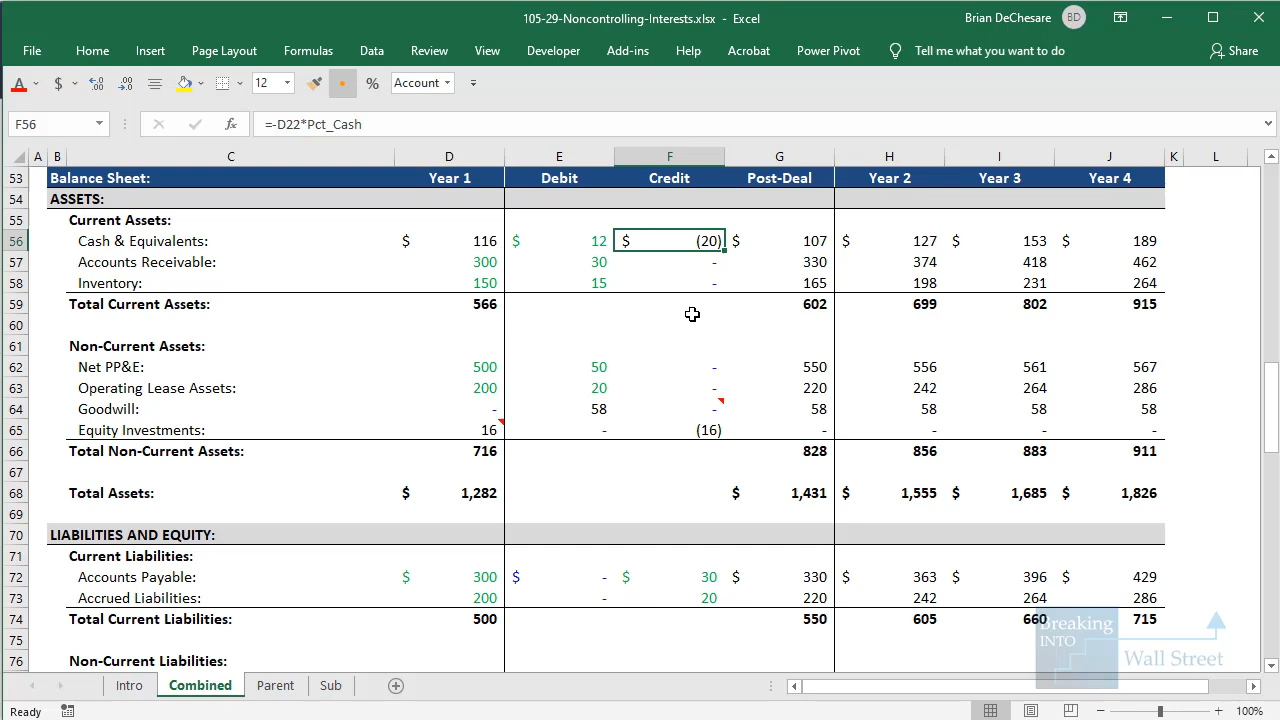 105-29-Noncontrolling-Interests.xlsx - Excel
Brian DeChesare BD
File Home Insert Page Layout Formulas Data Review View Developer Add-ins Help Acrobat Power Pivot Tell me what you want to do Share
A $ 12 % Account
F56 fx =-D22*Pct_Cash
A B C D E F G H I J K L
53 Balance Sheet: Year 1 Debit Credit Post-Deal Year 2 Year 3 Year 4
54 ASSETS:
55 Current Assets:
56 Cash & Equivalents: $ 116 $ 12 $ (20) $ 107 $ 127 $ 153 $ 189
57 Accounts Receivable: 300 30 - 330 374 418 462
58 Inventory: 150 15 - 165 198 231 264
59 Total Current Assets: 566 602 699 802 915
60
61 Non-Current Assets:
62 Net PP&E: 500 50 - 550 556 561 567
63 Operating Lease Assets: 200 20 - 220 242 264 286
64 Goodwill: - 58 - 58 58 58 58
65 Equity Investments: 16 - (16) - - - -
66 Total Non-Current Assets: 716 828 856 883 911
67
68 Total Assets: $ 1,282 $ 1,431 $ 1,555 $ 1,685 $ 1,826
69
70 LIABILITIES AND EQUITY:
71 Current Liabilities:
72 Accounts Payable: $ 300 $ - $ 30 $ 330 $ 363 $ 396 $ 429
73 Accrued Liabilities: 200 - 20 220 242 264 286
74 Total Current Liabilities: 500 550 605 660 715
75
76 Non-Current Liabilities:
Breaking
INTO
Wall Street
Intro Combined Parent Sub
Ready 100%